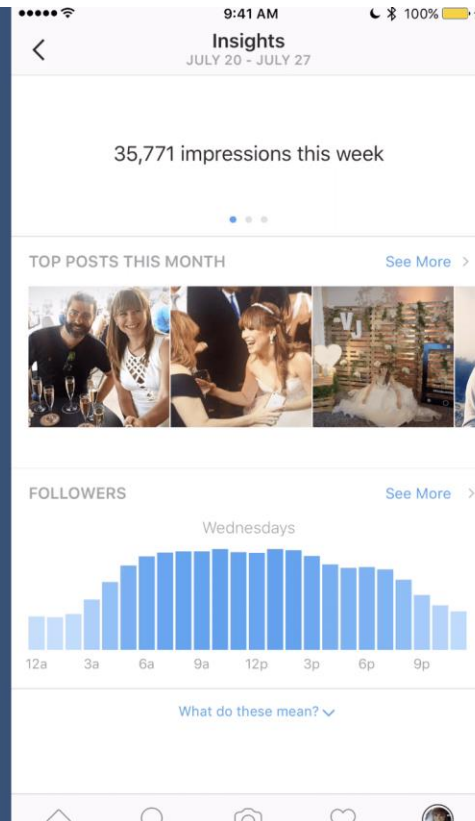 9:41 AM
100%
Insights
JULY 20 - JULY 27
35,771 impressions this week
TOP POSTS THIS MONTH
See More
VJ
FOLLOWERS
See More
Wednesdays
12a 3a 6a 9a 12p 3p 6p 9p
What do these mean?